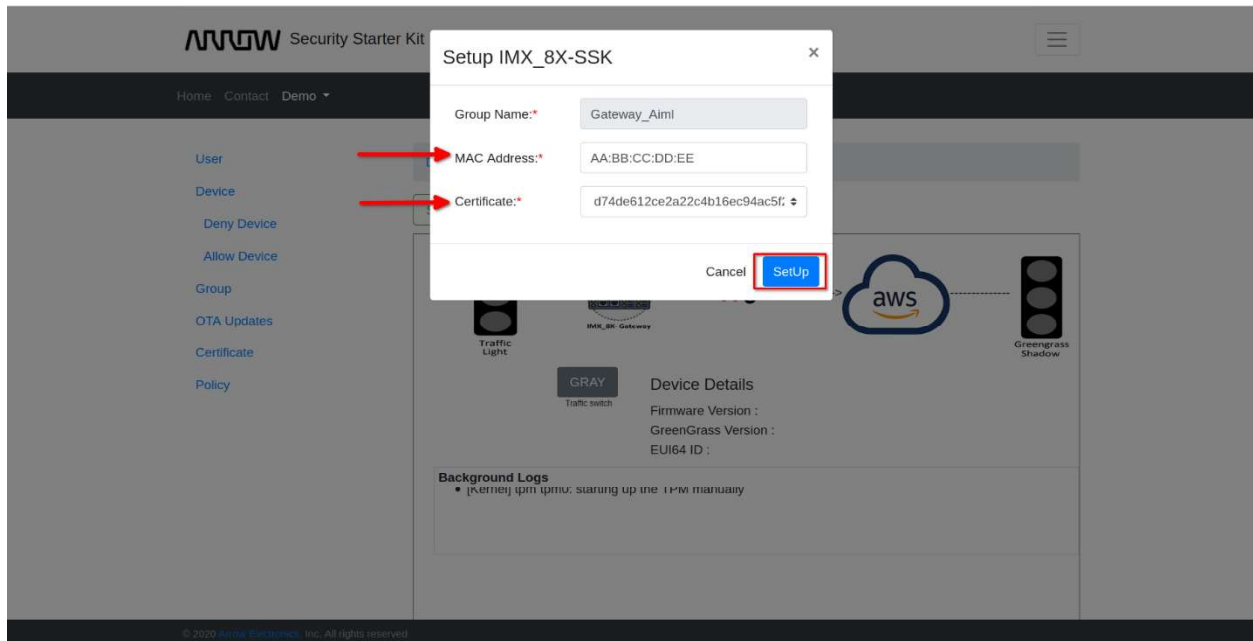 ARROW Security Starter Kit
Setup IMX_8X-SSK ×
Home Contact Demo
Group Name:* Gateway_Aiml
User
MAC Address:* AA:BB:CC:DD:EE
Device
Certificate:* d74de612ce2a22c4b16ec94ac5f
Deny Device
Allow Device
Cancel SetUp
Group
aws
IMX_8X- Gateway
OTA Updates
Traffic
Light
Greengrass
Shadow
Certificate
Policy
GRAY
Traffic switch
Device Details
Firmware Version :
GreenGrass Version :
EUI64 ID :
Background Logs
[Kernel] tpm tpm0: starting up the TPM manually
© 2020 Arrow Electronics, Inc. All rights reserved